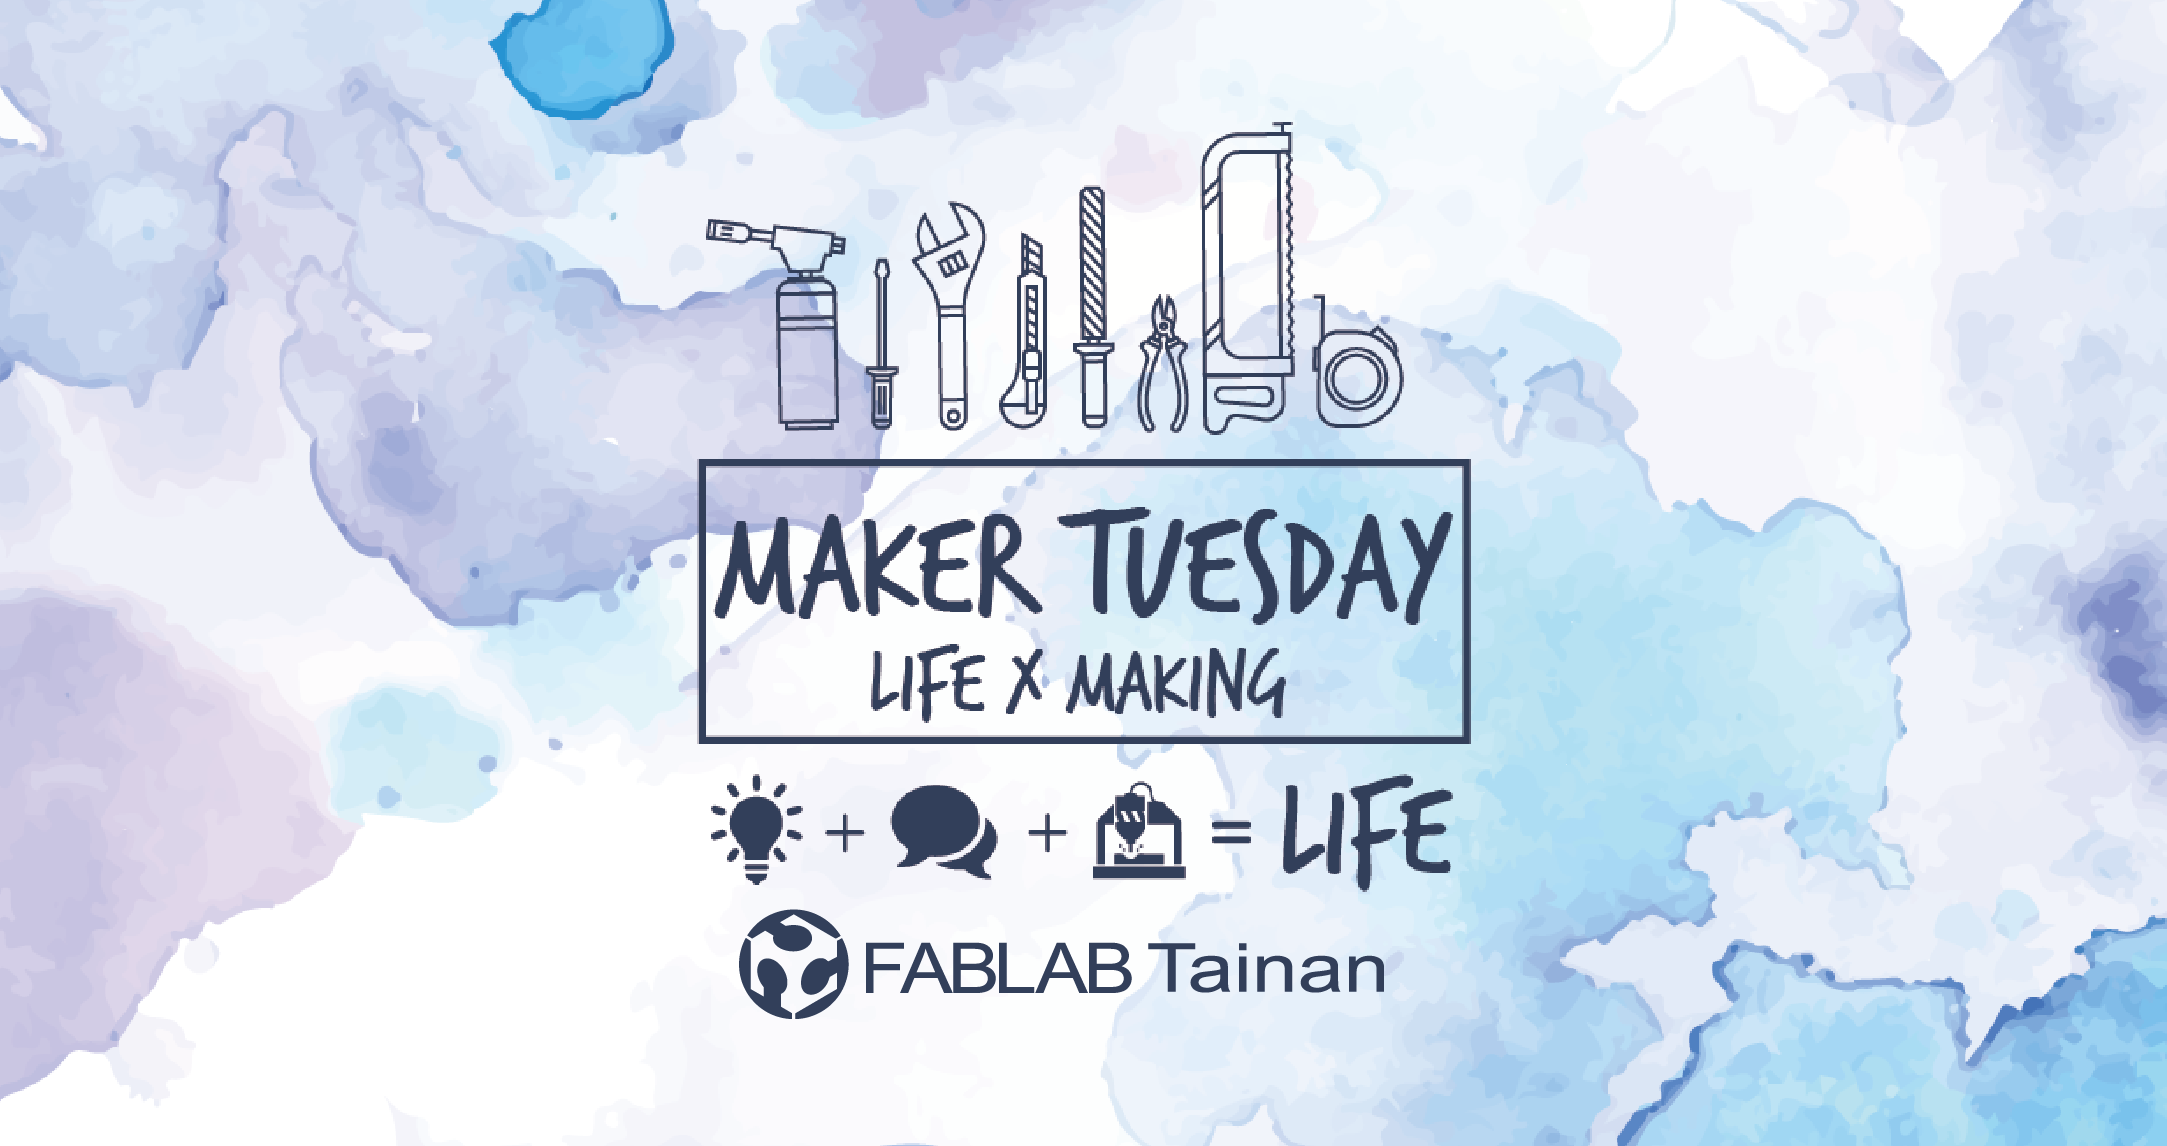 MAKER TUESDAY
LIFE X MAKING
+ + = LIFE
FABLAB Tainan